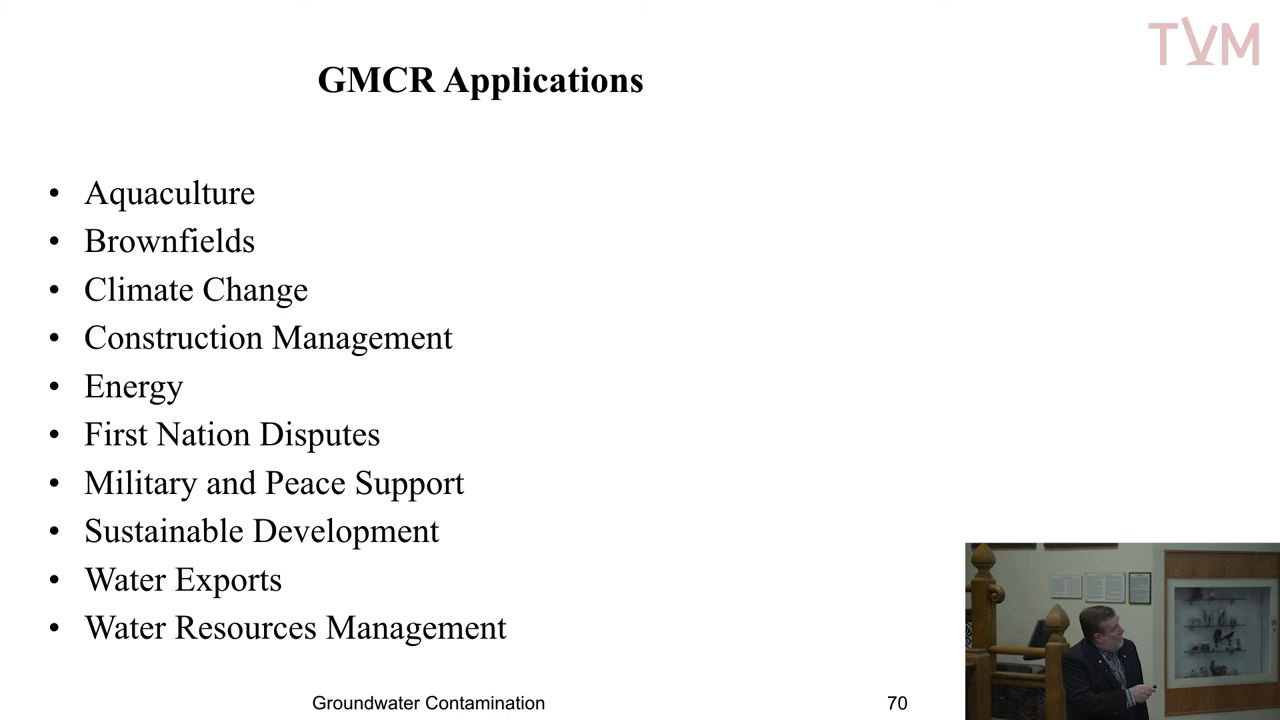 TVM
GMCR Applications
• Aquaculture
• Brownfields
• Climate Change
• Construction Management
• Energy
• First Nation Disputes
• Military and Peace Support
• Sustainable Development
• Water Exports
• Water Resources Management
Groundwater Contamination
70